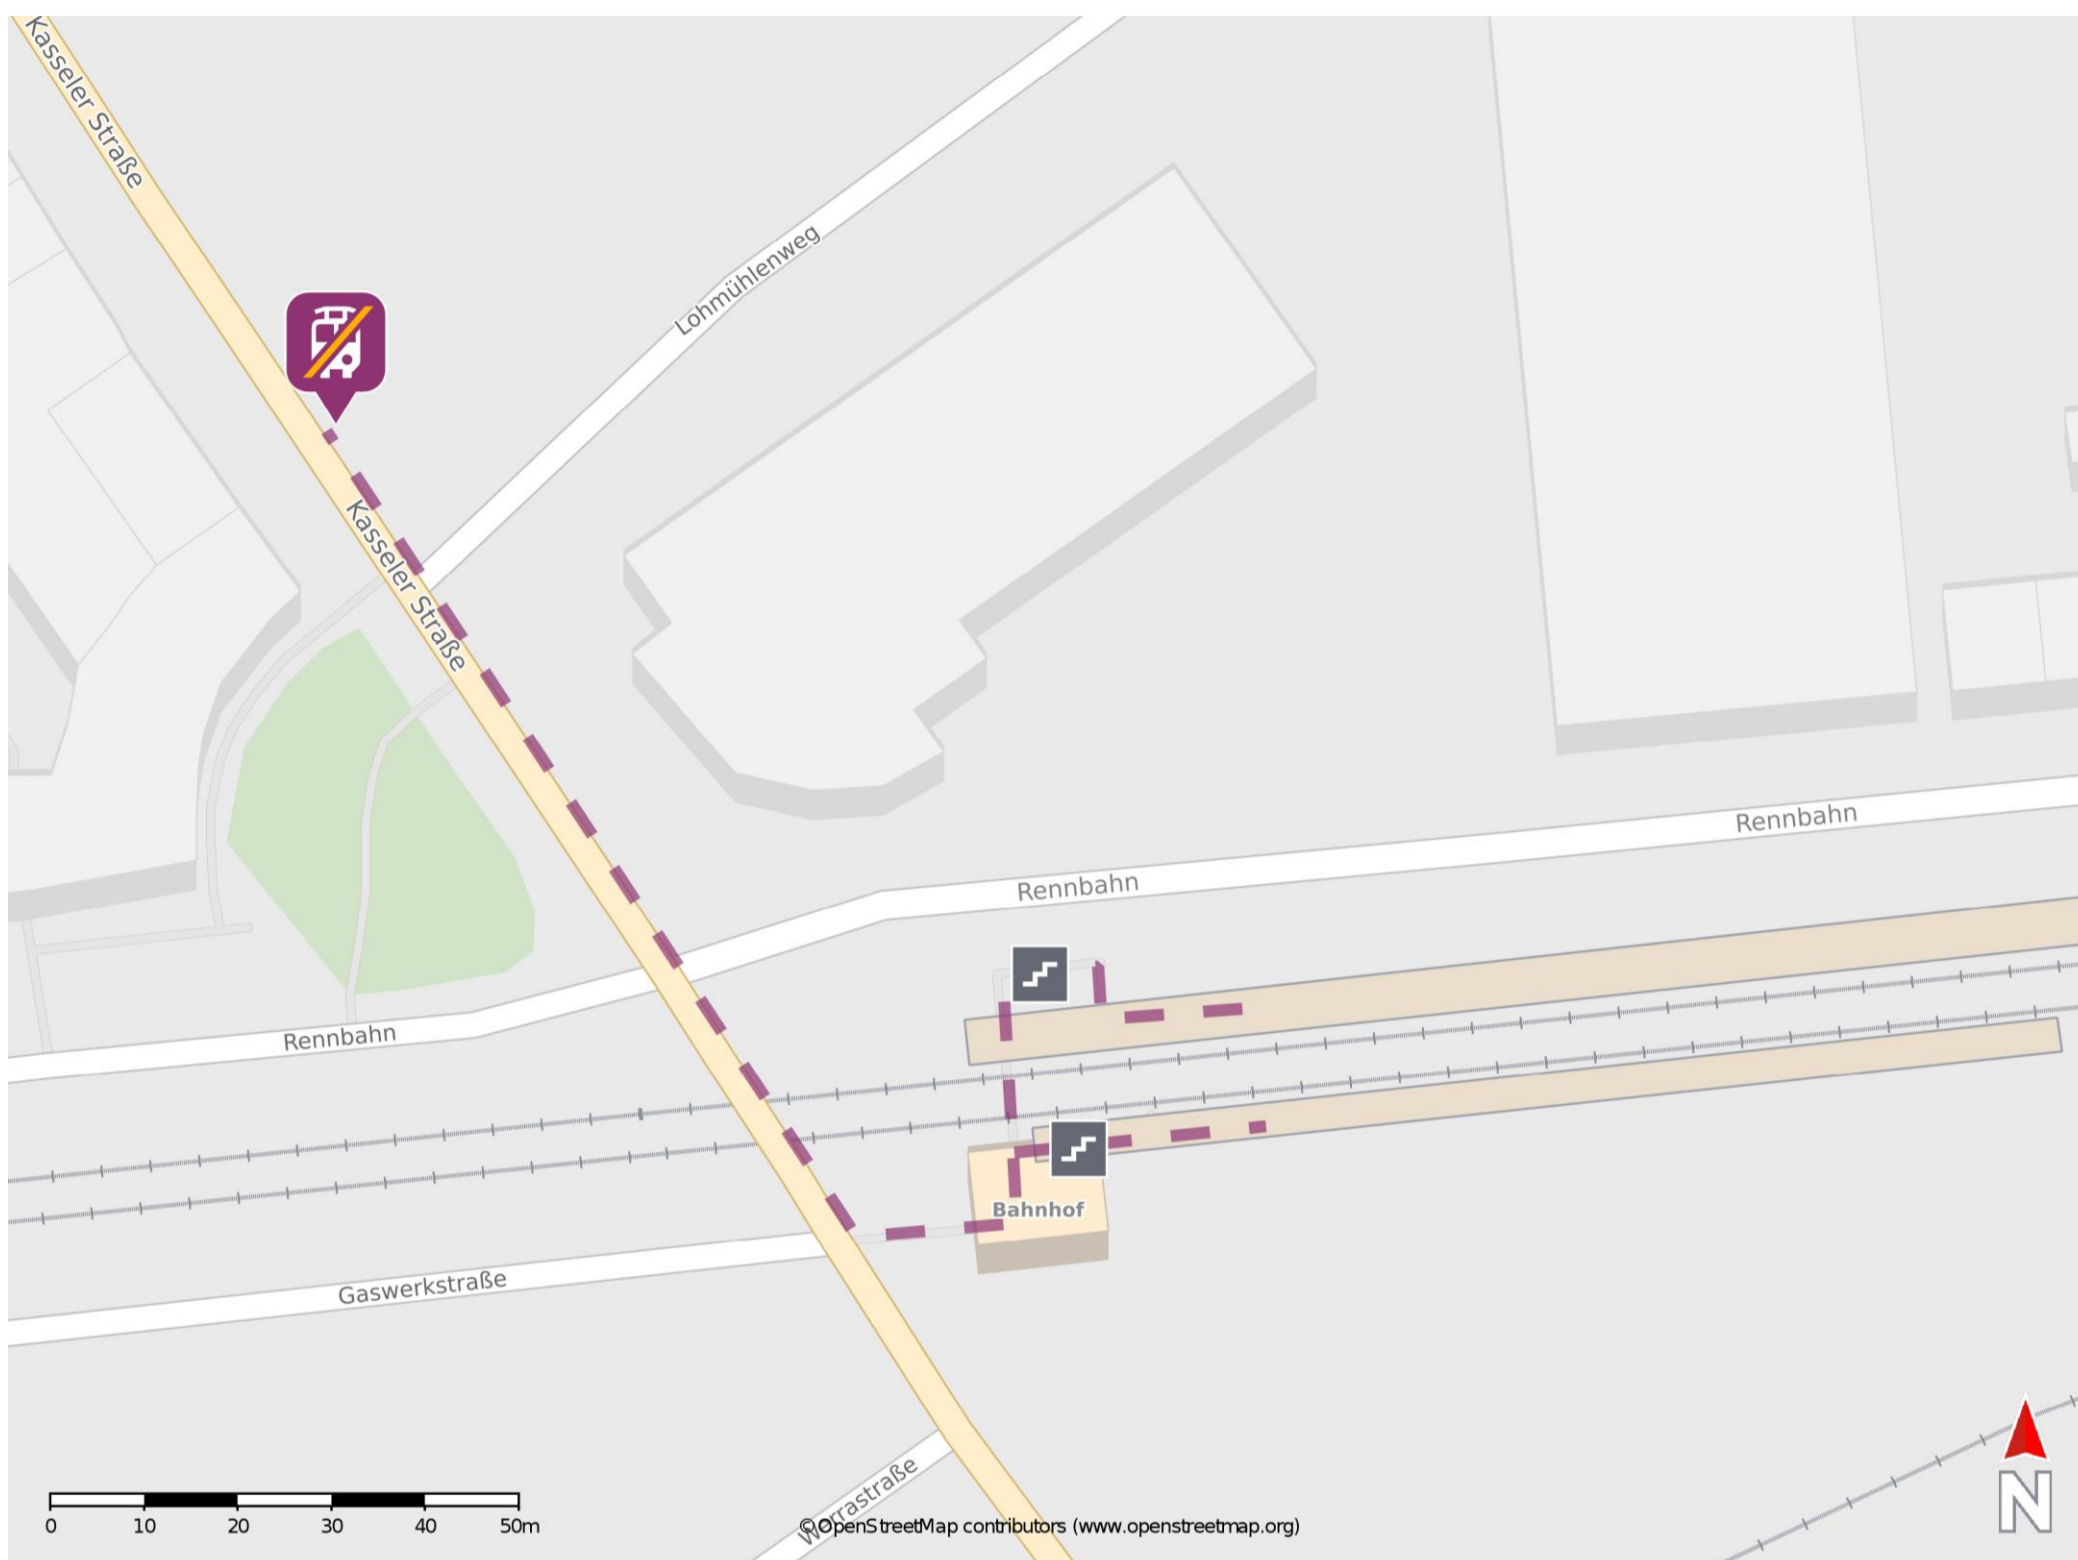 Kasseler Straße
Lohmühlenweg
Kasseler Straße
Rennbahn
Rennbahn
Rennbahn
Bahnhof
Gaswerkstraße
Werrastraße
0 10 20 30 40 50m
© OpenStreetMap contributors (www.openstreetmap.org)
N